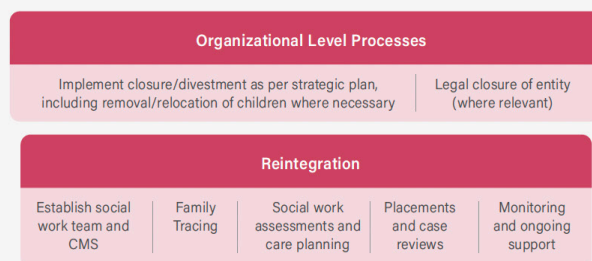 Organizational Level Processes
Implement closure/divestment as per strategic plan,
including removal/relocation of children where necessary
Legal closure of entity
(where relevant)
Reintegration
Establish social
work team and
CMS
Family
Tracing
Social work
assessments and
care planning
Placements
and case
reviews
Monitoring
and ongoing
support